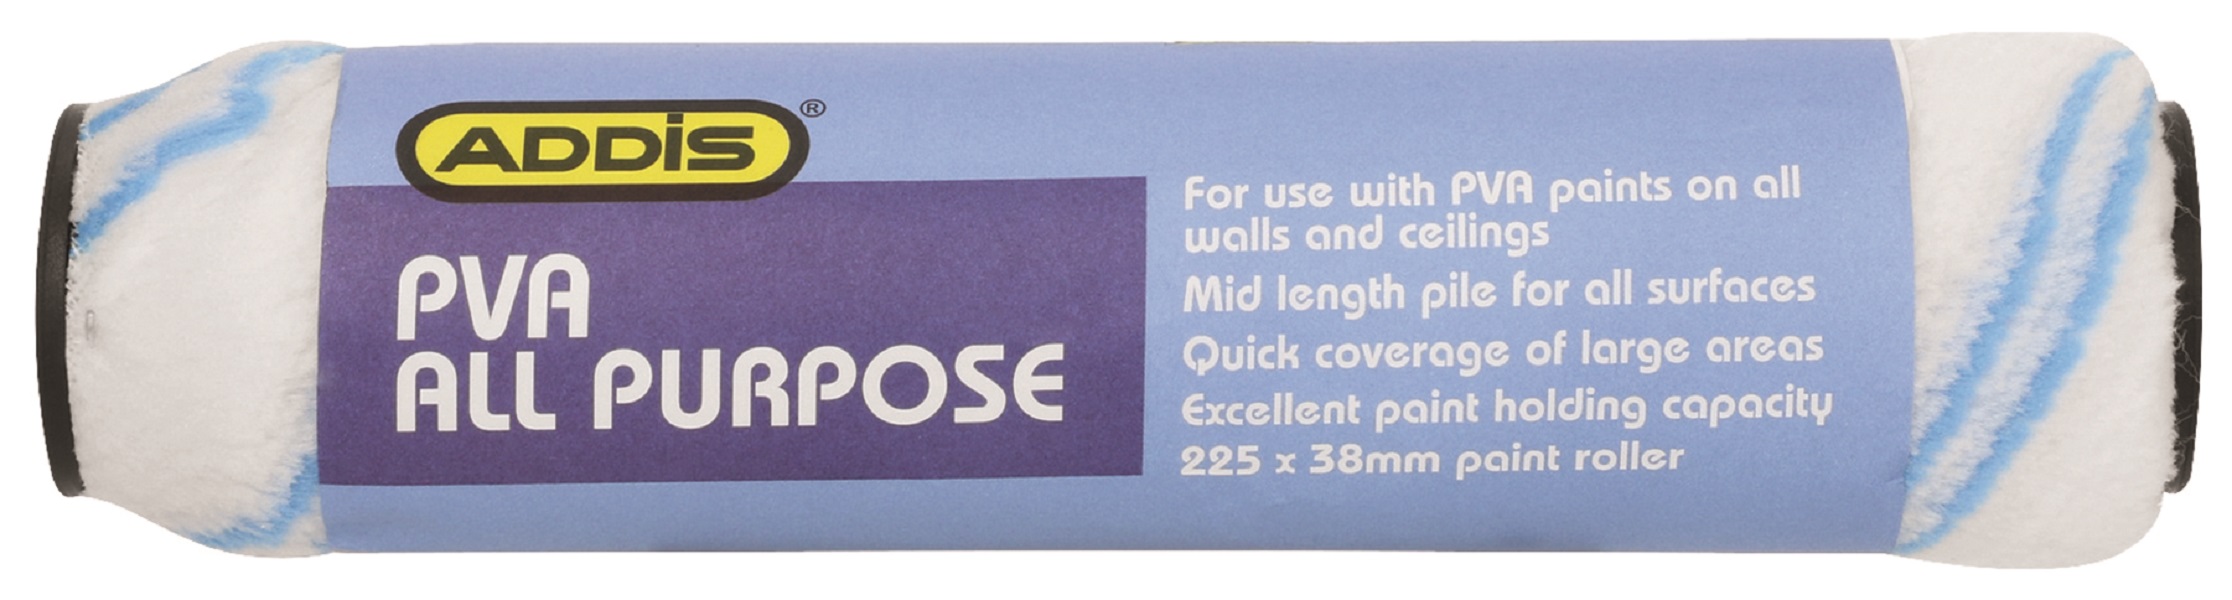 ADDiS®
PVA
ALL PURPOSE
For use with PVA paints on all
walls and ceilings
Mid length pile for all surfaces
Quick coverage of large areas
Excellent paint holding capacity
225 x 38mm paint roller